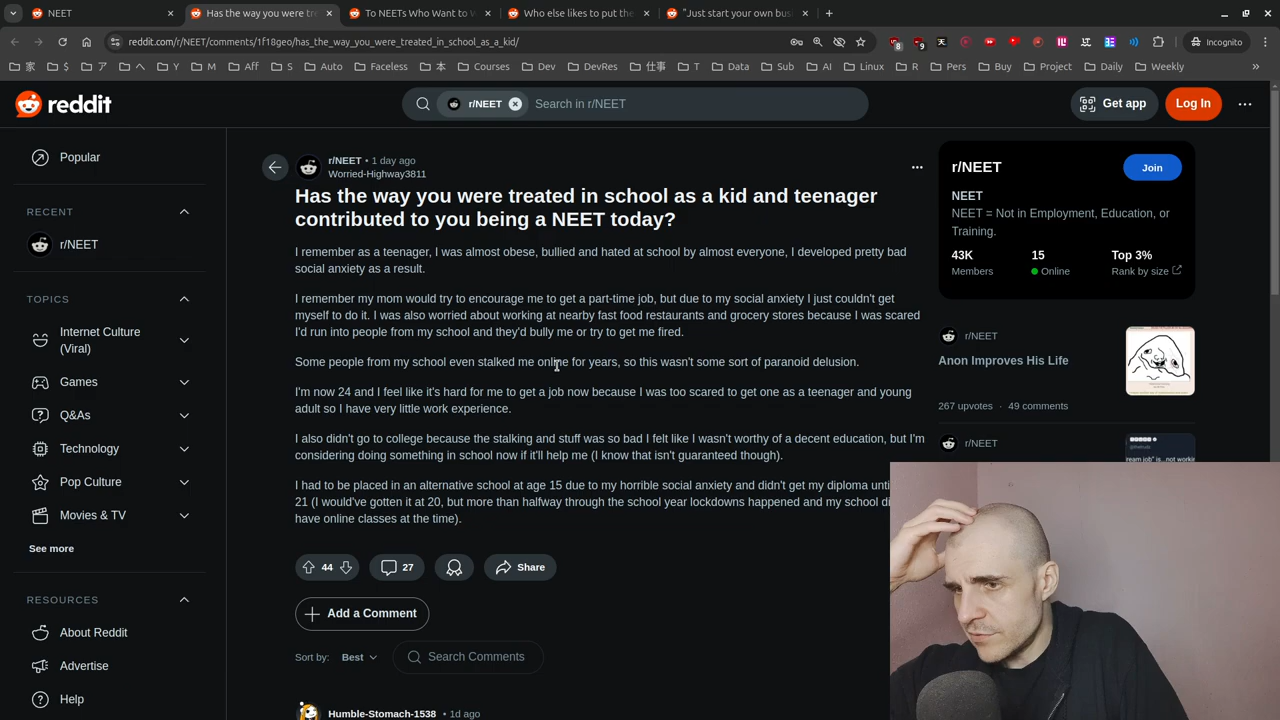 NEET
Has the way you were tre
To NEETs Who Want to
Who else likes to put the
"Just start your own bus
reddit.com/r/NEET/comments/1f18geo/has_the_way_you_were_treated_in_school_as_a_kid/
8
9
Incognito
家 $ ア へ Y M Aff S Auto Faceless 本 Courses Dev DevRes 仕事 T Data Sub AI Linux R Pers Buy Project Daily Weekly
reddit
r/NEET
Search in r/NEET
Get app
Log In
Popular
RECENT
r/NEET
TOPICS
Internet Culture
(Viral)
Games
Q&As
Technology
Pop Culture
Movies & TV
See more
RESOURCES
About Reddit
Advertise
Help
r/NEET • 1 day ago
Worried-Highway3811
Has the way you were treated in school as a kid and teenager
contributed to you being a NEET today?
I remember as a teenager, I was almost obese, bullied and hated at school by almost everyone, I developed pretty bad
social anxiety as a result.
I remember my mom would try to encourage me to get a part-time job, but due to my social anxiety I just couldn't get
myself to do it. I was also worried about working at nearby fast food restaurants and grocery stores because I was scared
I'd run into people from my school and they'd bully me or try to get me fired.
Some people from my school even stalked me online for years, so this wasn't some sort of paranoid delusion.
I'm now 24 and I feel like it's hard for me to get a job now because I was too scared to get one as a teenager and young
adult so I have very little work experience.
I also didn't go to college because the stalking and stuff was so bad I felt like I wasn't worthy of a decent education, but I'm
considering doing something in school now if it'll help me (I know that isn't guaranteed though).
I had to be placed in an alternative school at age 15 due to my horrible social anxiety and didn't get my diploma unti
21 (I would've gotten it at 20, but more than halfway through the school year lockdowns happened and my school di
have online classes at the time).
44
27
Share
Add a Comment
Sort by: Best
Search Comments
Humble-Stomach-1538 • 1d ago
r/NEET
Join
NEET
NEET = Not in Employment, Education, or
Training.
43K 15 Top 3%
Members Online Rank by size
r/NEET
Anon Improves His Life
267 upvotes • 49 comments
r/NEET